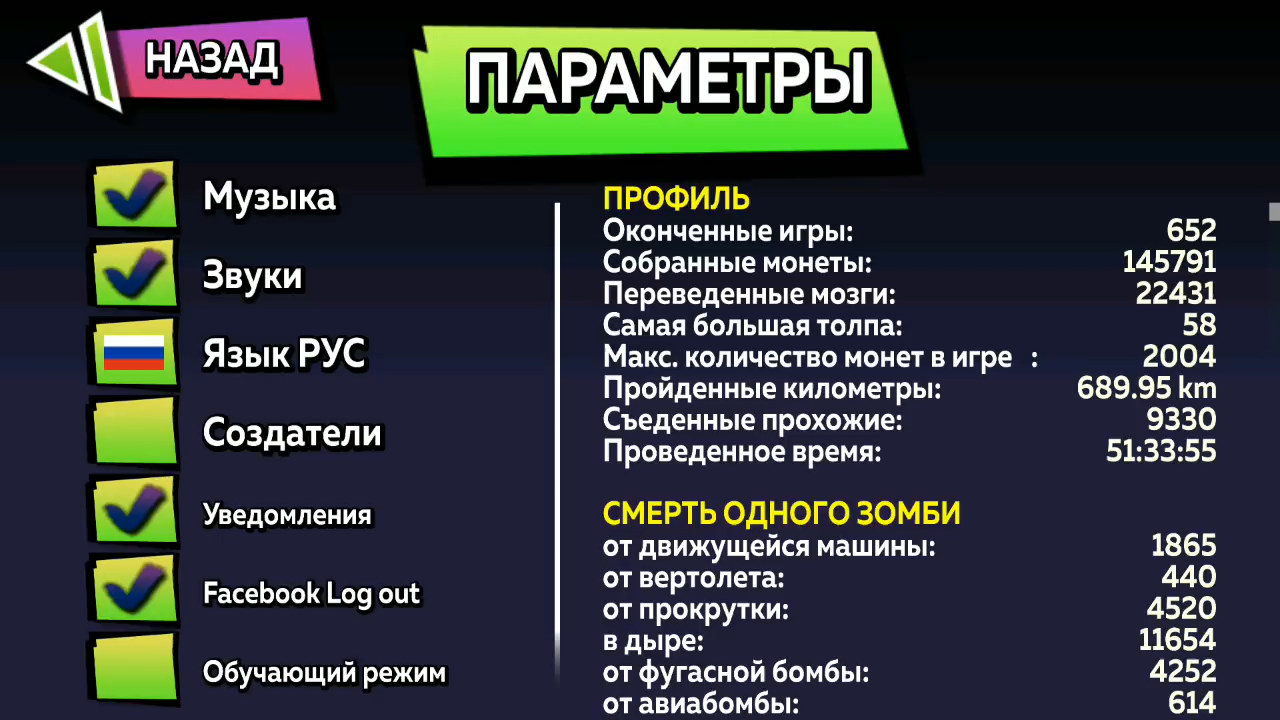 НАЗАД
ПАРАМЕТРЫ
Музыка
Звуки
Язык РУС
Создатели
Уведомления
Facebook Log out
Обучающий режим
ПРОФИЛЬ
Оконченные игры: 652
Собранные монеты: 145791
Переведенные мозги: 22431
Самая большая толпа: 58
Макс. количество монет в игре : 2004
Пройденные километры: 689.95 km
Съеденные прохожие: 9330
Проведенное время: 51:33:55
СМЕРТЬ ОДНОГО ЗОМБИ
от движущейся машины: 1865
от вертолета: 440
от прокрутки: 4520
в дыре: 11654
от фугасной бомбы: 4252
от авиабомбы: 614